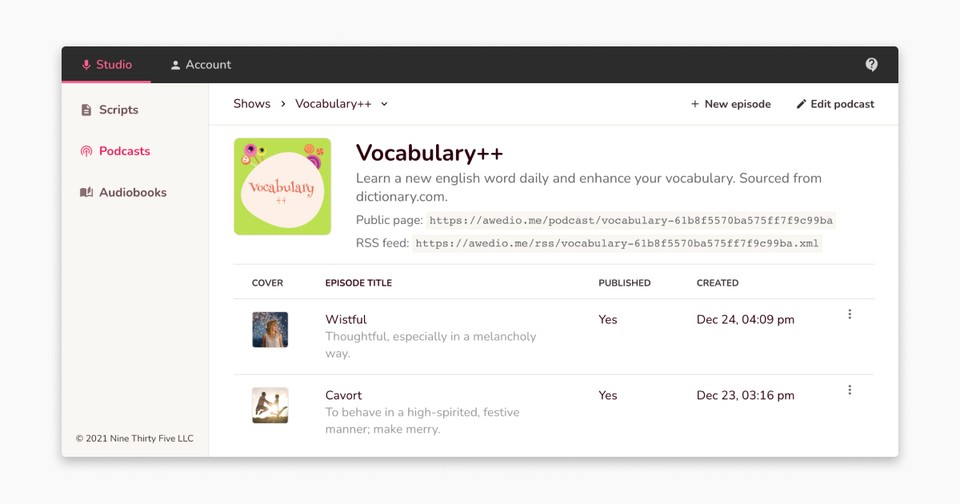 Studio
Account
Scripts
Podcasts
Audiobooks
© 2021 Nine Thirty Five LLC
Shows > Vocabulary++
+ New episode
Edit podcast
Vocabulary
++
Vocabulary++
Learn a new english word daily and enhance your vocabulary. Sourced from
dictionary.com.
Public page: https://awedio.me/podcast/vocabulary-61b8f5570ba575ff7f9c99ba
RSS feed: https://awedio.me/rss/vocabulary-61b8f5570ba575ff7f9c99ba.xml
COVER EPISODE TITLE PUBLISHED CREATED
Wistful Yes Dec 24, 04:09 pm
Thoughtful, especially in a melancholy
way.
Cavort Yes Dec 23, 03:16 pm
To behave in a high-spirited, festive
manner; make merry.